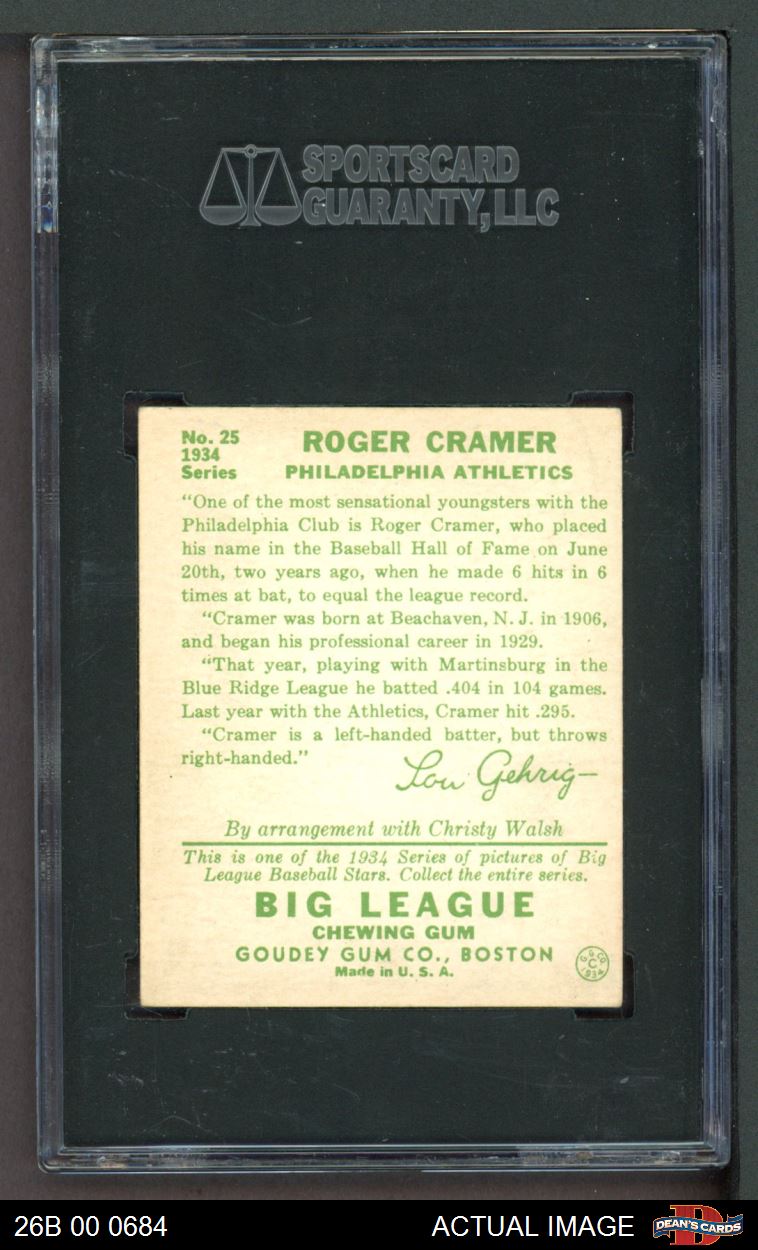 SPORTSCARD
GUARANTY, LLC
No. 25
1934
Series
ROGER CRAMER
PHILADELPHIA ATHLETICS
"One of the most sensational youngsters with the
Philadelphia Club is Roger Cramer, who placed
his name in the Baseball Hall of Fame on June
20th, two years ago, when he made 6 hits in 6
times at bat, to equal the league record.
"Cramer was born at Beachaven, N. J. in 1906,
and began his professional career in 1929.
"That year, playing with Martinsburg in the
Blue Ridge League he batted .404 in 104 games.
Last year with the Athletics, Cramer hit .295.
"Cramer is a left-handed batter, but throws
right-handed."
Lou Gehrig—
By arrangement with Christy Walsh
This is one of the 1934 Series of pictures of Big
League Baseball Stars. Collect the entire series.
BIG LEAGUE
CHEWING GUM
GOUDEY GUM CO., BOSTON
Made in U. S. A.
G. G. CO.
C
1934
26B 00 0684
ACTUAL IMAGE
D
DEAN'S CARDS